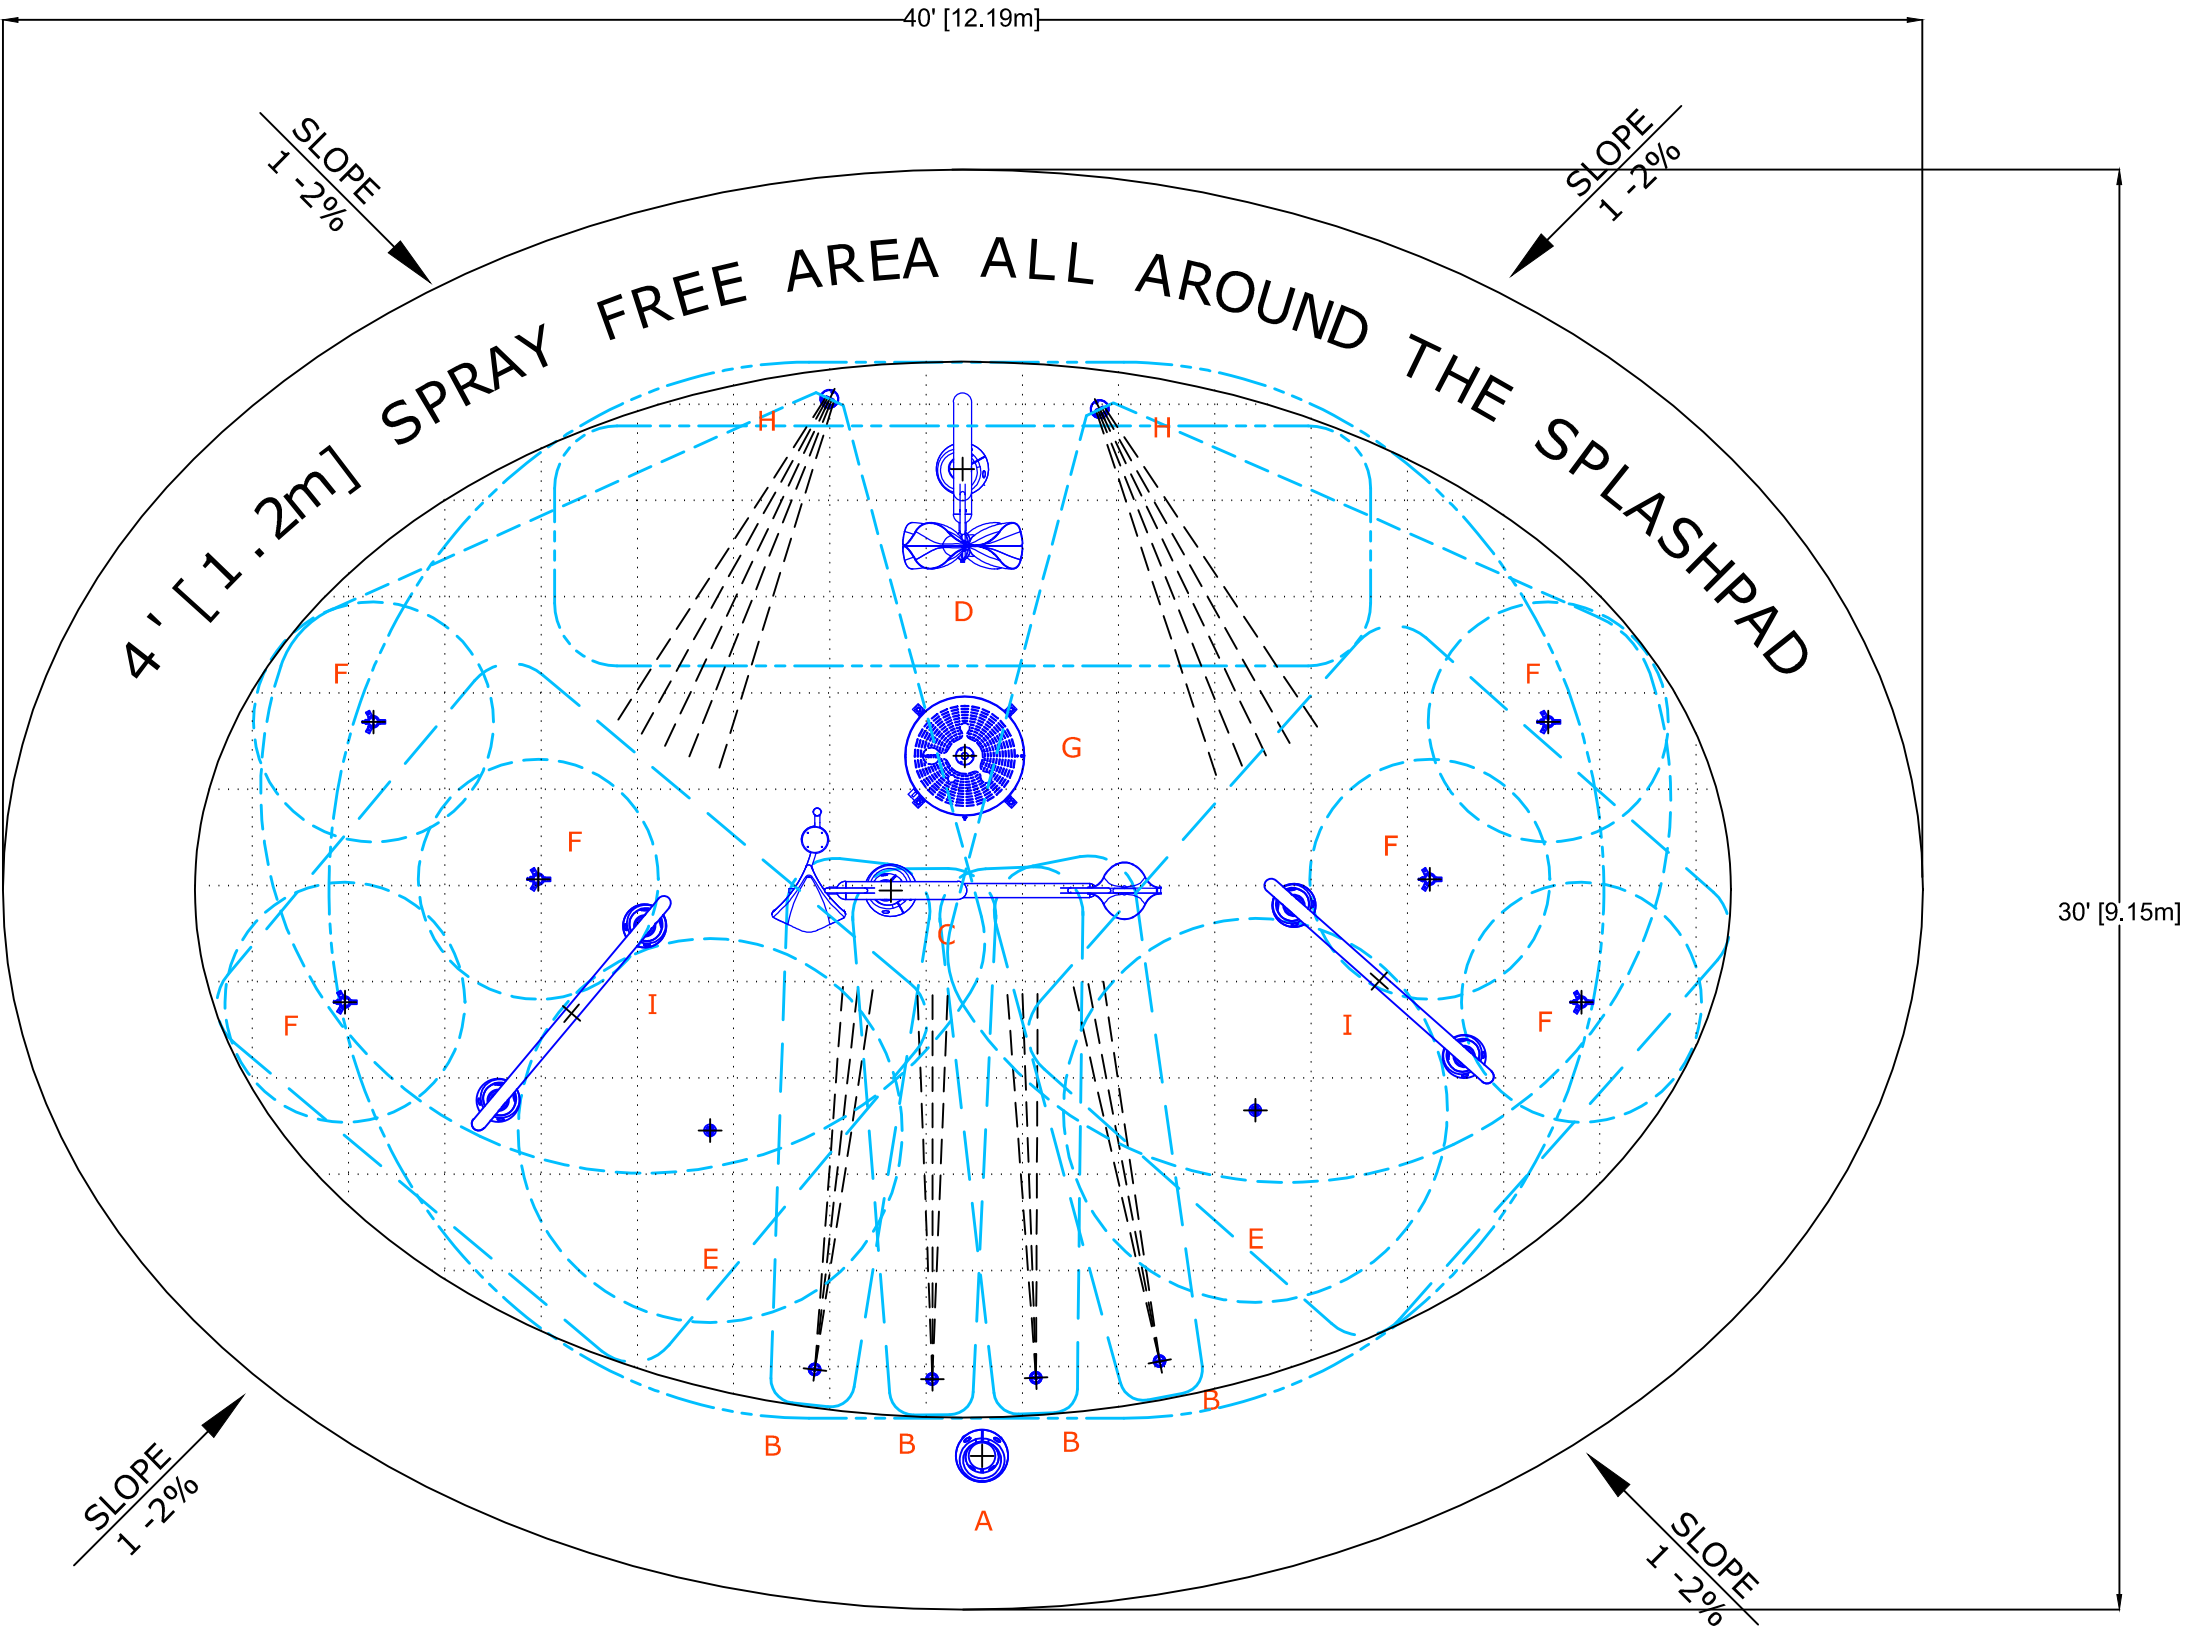 40' [12.19m]
SLOPE
1 -2%
SLOPE
1 -2%
4' [1.2m] SPRAY FREE AREA ALL AROUND THE SPLASHPAD
H
H
D
F
F
G
F
F
C
30' [9.15m]
I
F
F
I
E
E
B
B
B
B
SLOPE
1 -2%
A
SLOPE
1 -2%